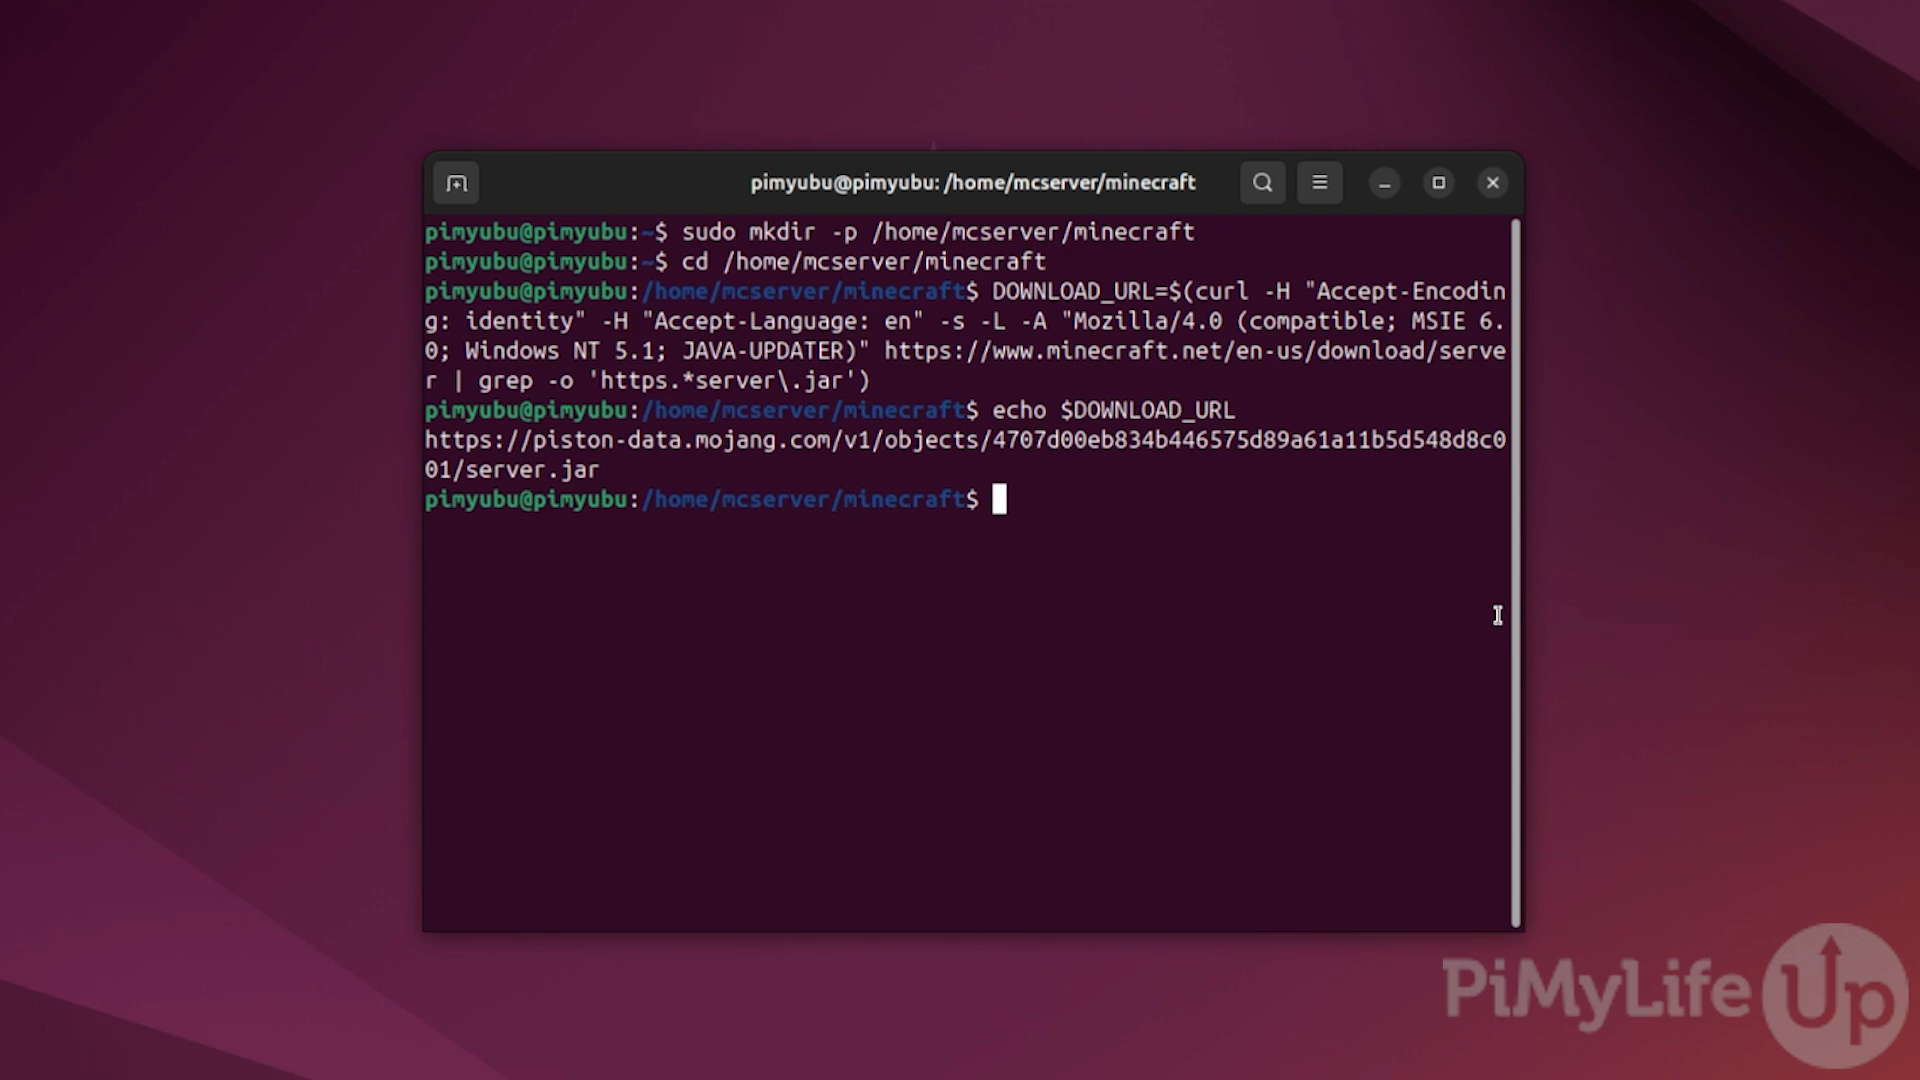 pimyubu@pimyubu: /home/mcserver/minecraft
pimyubu@pimyubu:~$ sudo mkdir -p /home/mcserver/minecraft
pimyubu@pimyubu:~$ cd /home/mcserver/minecraft
pimyubu@pimyubu:/home/mcserver/minecraft$ DOWNLOAD_URL=$(curl -H "Accept-Encodin
g: identity" -H "Accept-Language: en" -s -L -A "Mozilla/4.0 (compatible; MSIE 6.
0; Windows NT 5.1; JAVA-UPDATER)" https://www.minecraft.net/en-us/download/serve
r | grep -o 'https.*server\.jar')
pimyubu@pimyubu:/home/mcserver/minecraft$ echo $DOWNLOAD_URL
https://piston-data.mojang.com/v1/objects/4707d00eb834b446575d89a61a11b5d548d8c0
01/server.jar
pimyubu@pimyubu:/home/mcserver/minecraft$
PiMyLifeUp